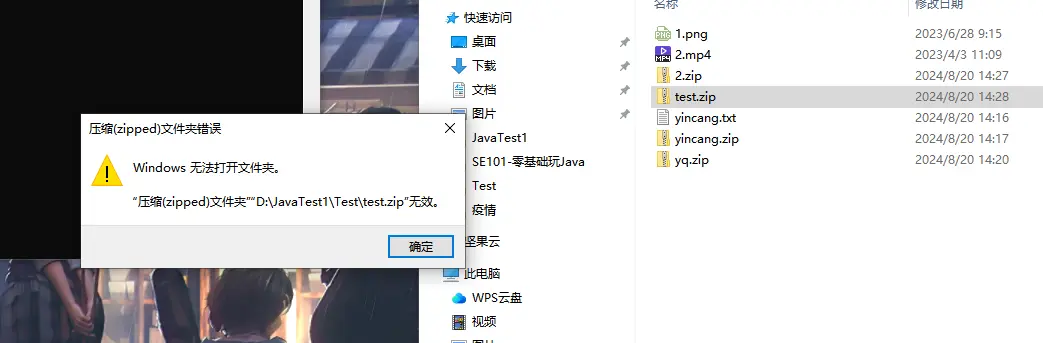 名称
修改日期
快速访问
桌面
下载
文档
图片
JavaTest1
SE101-零基础玩Java
Test
疫情
坚果云
此电脑
WPS云盘
视频
图片
1.png 2023/6/28 9:15
2.mp4 2023/4/3 11:09
2.zip 2024/8/20 14:27
test.zip 2024/8/20 14:28
yincang.txt 2024/8/20 14:16
yincang.zip 2024/8/20 14:17
yq.zip 2024/8/20 14:20
压缩(zipped)文件夹错误
Windows 无法打开文件夹。
“压缩(zipped)文件夹”“D:\JavaTest1\Test\test.zip”无效。
确定